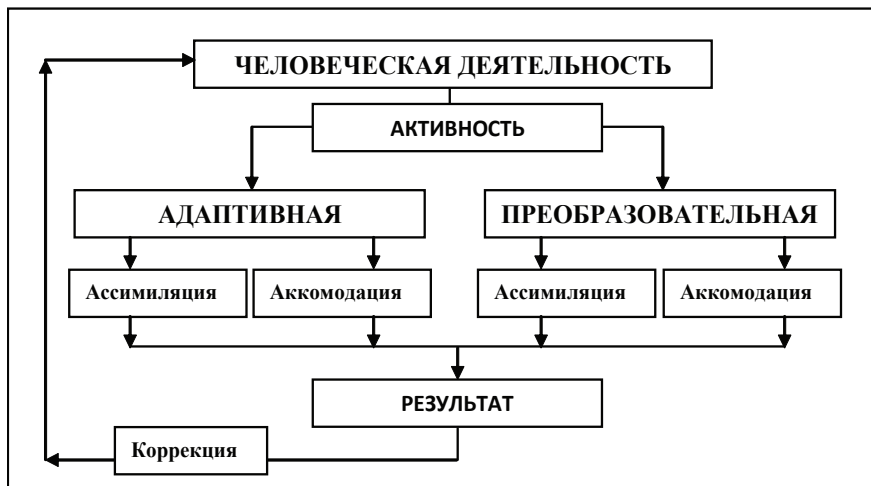 ЧЕЛОВЕЧЕСКАЯ ДЕЯТЕЛЬНОСТЬ
АКТИВНОСТЬ
АДАПТИВНАЯ
ПРЕОБРАЗОВАТЕЛЬНАЯ
Ассимиляция
Аккомодация
Ассимиляция
Аккомодация
РЕЗУЛЬТАТ
Коррекция